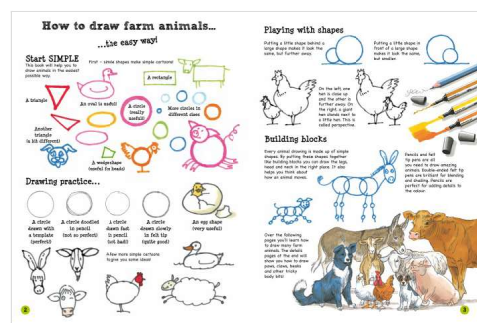 How to draw farm animals...
...the easy way!
Start SIMPLE
This book will help you to
draw animals in the easiest
possible way.
First - some shapes make simple cartoons!
A rectangle
A triangle
An oval is useful!
A circle
(really
useful!)
More circles in
different sizes
Another
triangle
(a bit different!)
A wedgeshape
(useful for beaks)
Drawing practice...
A circle
drawn with
a template
(perfect!)
A circle doodled
in pencil
(not so perfect!)
A circle
drawn fast
in pencil
(not bad!)
A circle
drawn slowly
in felt tip
(quite good!)
An egg shape
(very useful)
A few more simple cartoons
to give you some ideas!
2
Playing with shapes
Putting a little shape behind a
large shape makes it look the
same, but further away.
Putting a little shape in
front of a large shape
makes it look the same,
but smaller.
On the left, one
hen is close up
and the other is
further away. On
the right, a giant
hen stands next to
a little hen. This is
called perspective.
Building blocks
Every animal drawing is made up of simple
shapes. By putting these shapes together
like building blocks you can draw the legs,
head and neck in the right place. It also
helps you think about
how an animal moves.
Pencils and felt
tip pens are all
you need to draw amazing
animals. Double-ended felt tip
pens are brilliant for blending
and shading. Pencils are
perfect for adding details to
the colour.
Over the following
pages you'll learn how
to draw many farm
animals. The details
pages at the end will
show you how to draw
paws, claws, beaks
and other tricky
body bits!
3